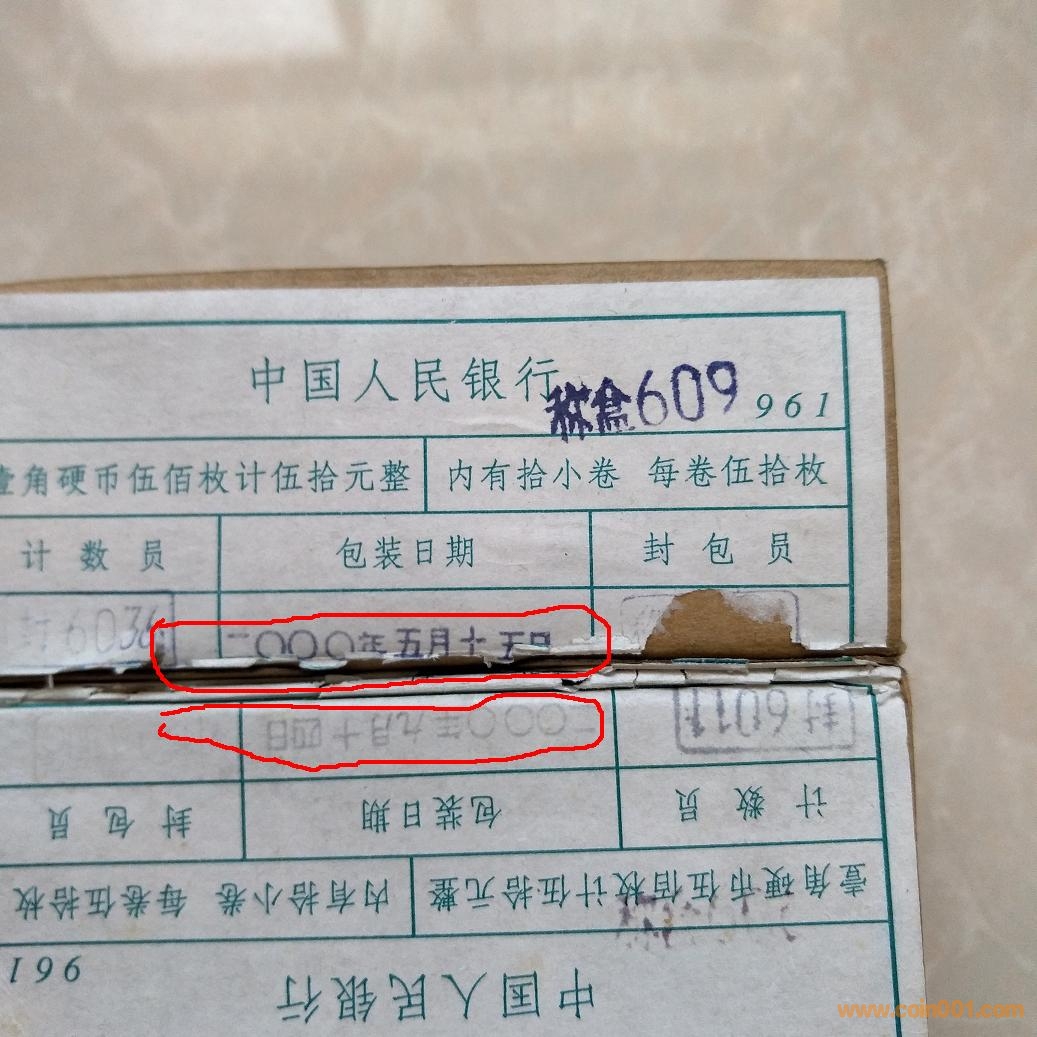 中国人民银行
称盒609
961
壹角硬币伍佰枚计伍拾元整
内有拾小卷 每卷伍拾枚
计数员
包装日期
封包员
封6036
二〇〇〇年五月十五日
二〇〇〇年九月十四日
封6011
封包员
包装日期
计数员
内有拾小卷 每卷伍拾枚
壹角硬币伍佰枚计伍拾元整
961
中国人民银行
www.coin001.com